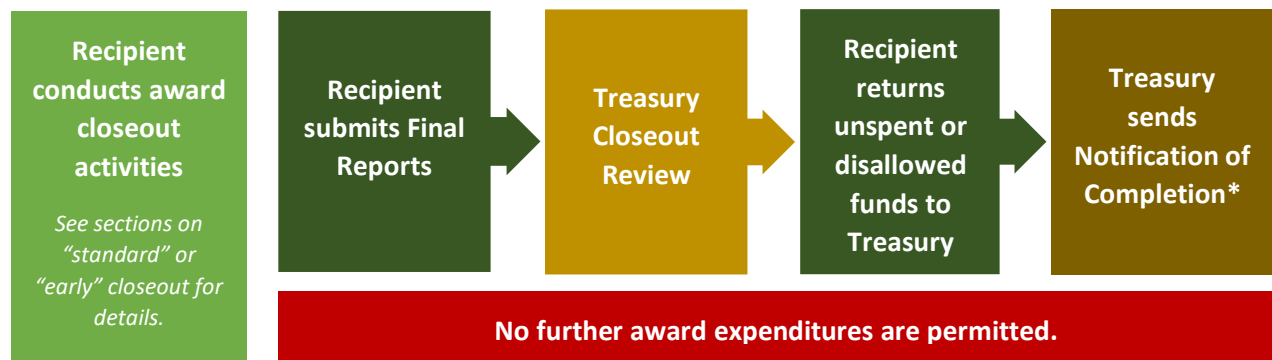 Recipient
conducts award
closeout
activities
See sections on
“standard” or
“early” closeout for
details.
Recipient
submits Final
Reports
Treasury
Closeout
Review
Recipient
returns
unspent or
disallowed
funds to
Treasury
Treasury
sends
Notification of
Completion*
No further award expenditures are permitted.